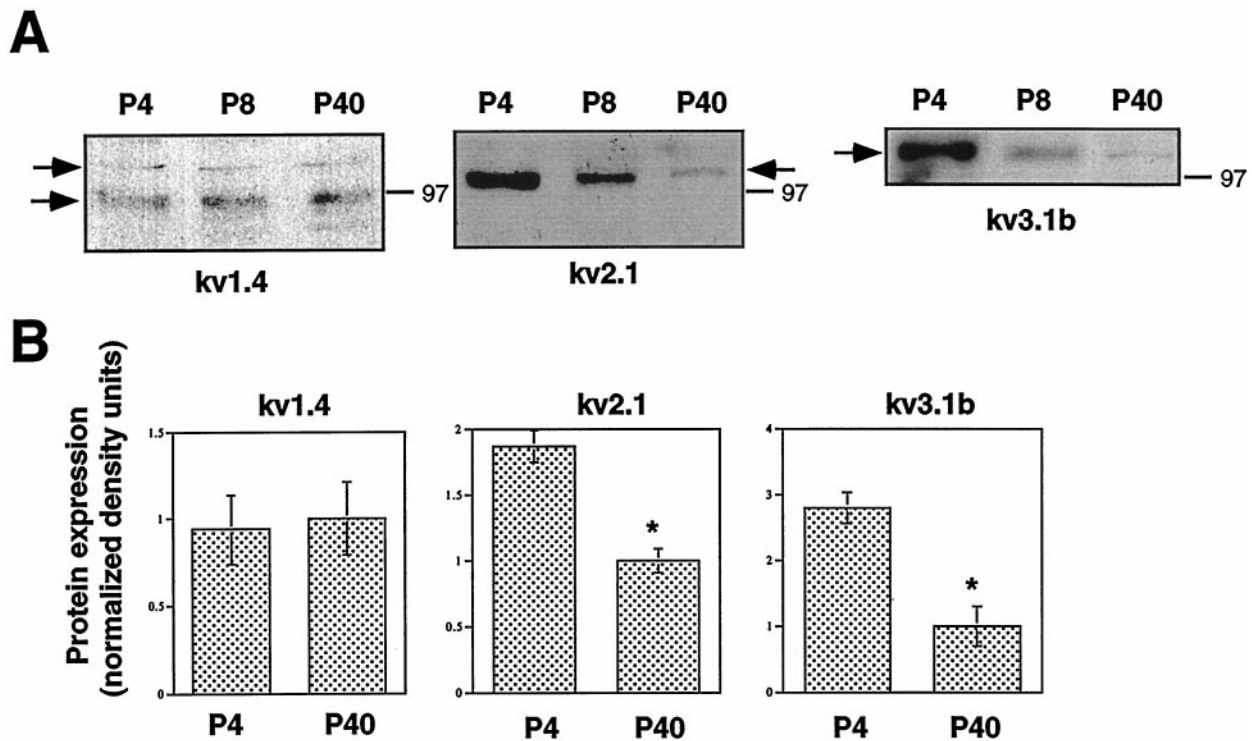 A
P4 P8 P40
97
kv1.4
P4 P8 P40
97
kv2.1
P4 P8 P40
97
kv3.1b
B
Protein expression
(normalized density units)
kv1.4
1.5
1
0.5
0
P4 P40
kv2.1
2
1.5
1
0.5
0
*
P4 P40
kv3.1b
4
3
2
1
0
*
P4 P40